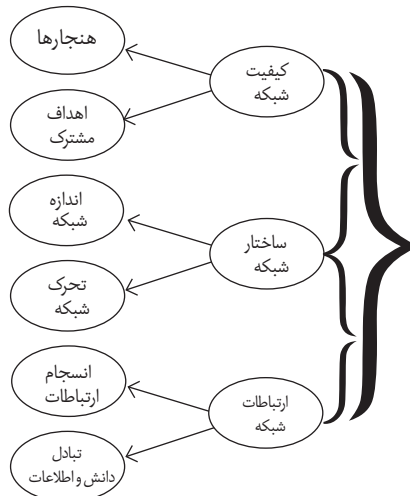 کیفیت
شبکه
هنجارها
اهداف
مشترک
ساختار
شبکه
اندازه
شبکه
تحرک
شبکه
ارتباطات
شبکه
انسجام
ارتباطات
تبادل
دانش و اطلاعات